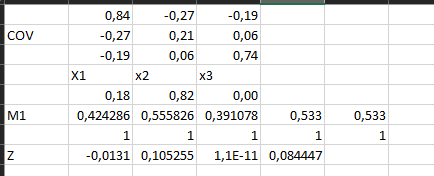 0,84 -0,27 -0,19
COV -0,27 0,21 0,06
-0,19 0,06 0,74
X1 x2 x3
0,18 0,82 0,00
M1 0,424286 0,555826 0,391078 0,533 0,533
1 1 1 1 1
Z -0,0131 0,105255 1,1E-11 0,084447